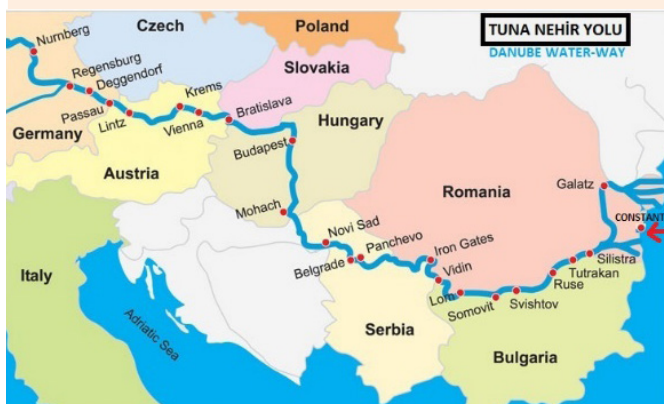 TUNA NEHİR YOLU
DANUBE WATER-WAY
Czech
Poland
Nurnberg
Regensburg
Deggendorf
Krems
Slovakia
Passau
Lintz
Vienna
Bratislava
Germany
Hungary
Budapest
Austria
Romania
Galatz
Mohach
CONSTANT
Novi Sad
Panchevo
Iron Gates
Belgrade
Vidin
Silistra
Tutrakan
Ruse
Lom
Somovit
Svishtov
Italy
Adriatic Sea
Serbia
Bulgaria